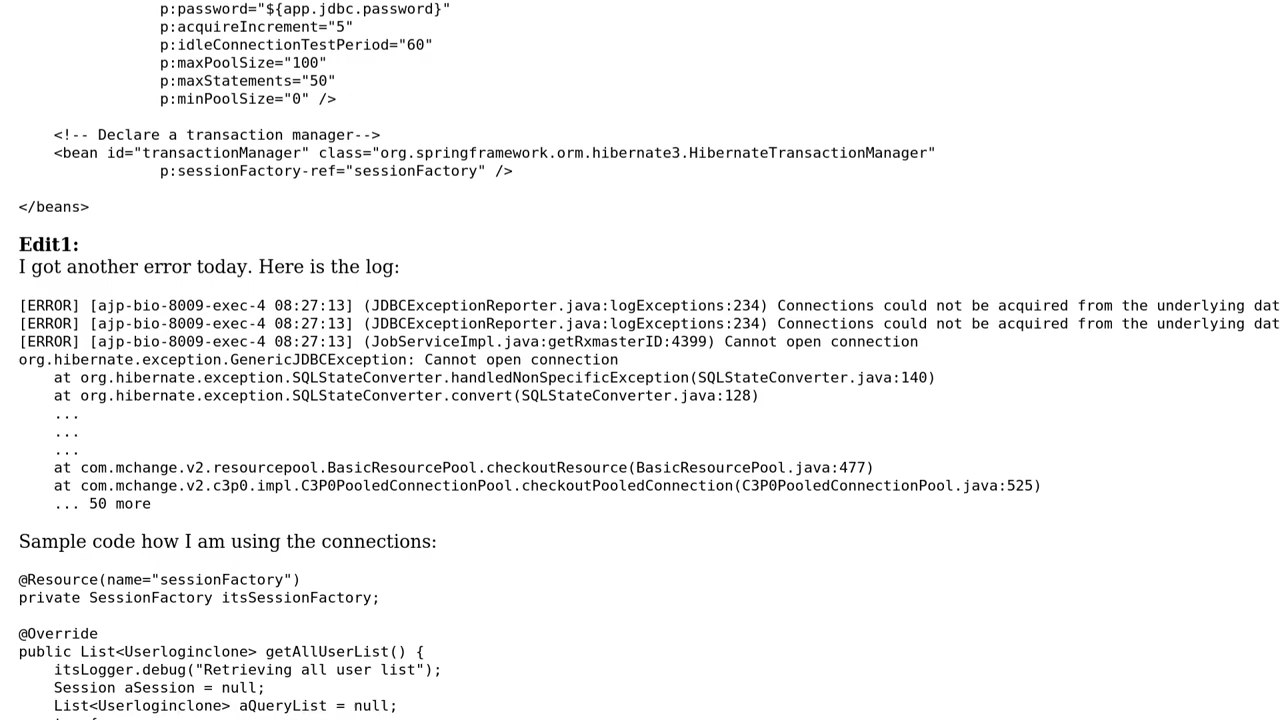 p:password="${app.jdbc.password}"
p:acquireIncrement="5"
p:idleConnectionTestPeriod="60"
p:maxPoolSize="100"
p:maxStatements="50"
p:minPoolSize="0" />
<!-- Declare a transaction manager-->
<bean id="transactionManager" class="org.springframework.orm.hibernate3.HibernateTransactionManager"
p:sessionFactory-ref="sessionFactory" />
</beans>
Edit1:
I got another error today. Here is the log:
[ERROR] [ajp-bio-8009-exec-4 08:27:13] (JDBCExceptionReporter.java:logExceptions:234) Connections could not be acquired from the underlying dat
[ERROR] [ajp-bio-8009-exec-4 08:27:13] (JDBCExceptionReporter.java:logExceptions:234) Connections could not be acquired from the underlying dat
[ERROR] [ajp-bio-8009-exec-4 08:27:13] (JobServiceImpl.java:getRxmasterID:4399) Cannot open connection
org.hibernate.exception.GenericJDBCException: Cannot open connection
at org.hibernate.exception.SQLStateConverter.handledNonSpecificException(SQLStateConverter.java:140)
at org.hibernate.exception.SQLStateConverter.convert(SQLStateConverter.java:128)
...
...
...
at com.mchange.v2.resourcepool.BasicResourcePool.checkoutResource(BasicResourcePool.java:477)
at com.mchange.v2.c3p0.impl.C3P0PooledConnectionPool.checkoutPooledConnection(C3P0PooledConnectionPool.java:525)
... 50 more
Sample code how I am using the connections:
@Resource(name="sessionFactory")
private SessionFactory itsSessionFactory;
@Override
public List<Userloginclone> getAllUserList() {
itsLogger.debug("Retrieving all user list");
Session aSession = null;
List<Userloginclone> aQueryList = null;